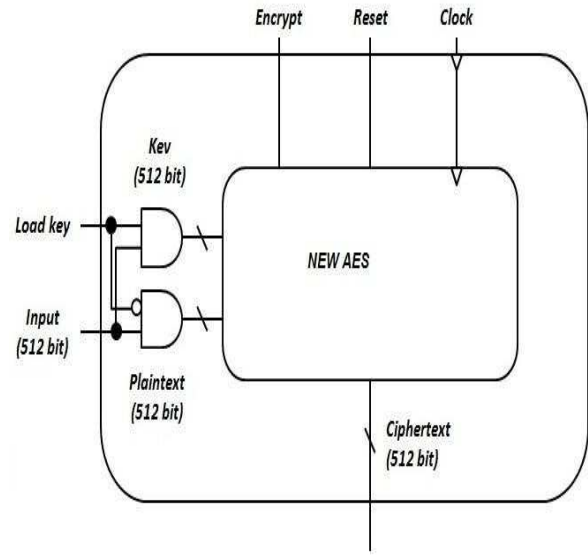 Encrypt Reset Clock
Kev
(512 bit)
Load key
NEW AES
Input
(512 bit)
Plaintext
(512 bit)
Ciphertext
(512 bit)